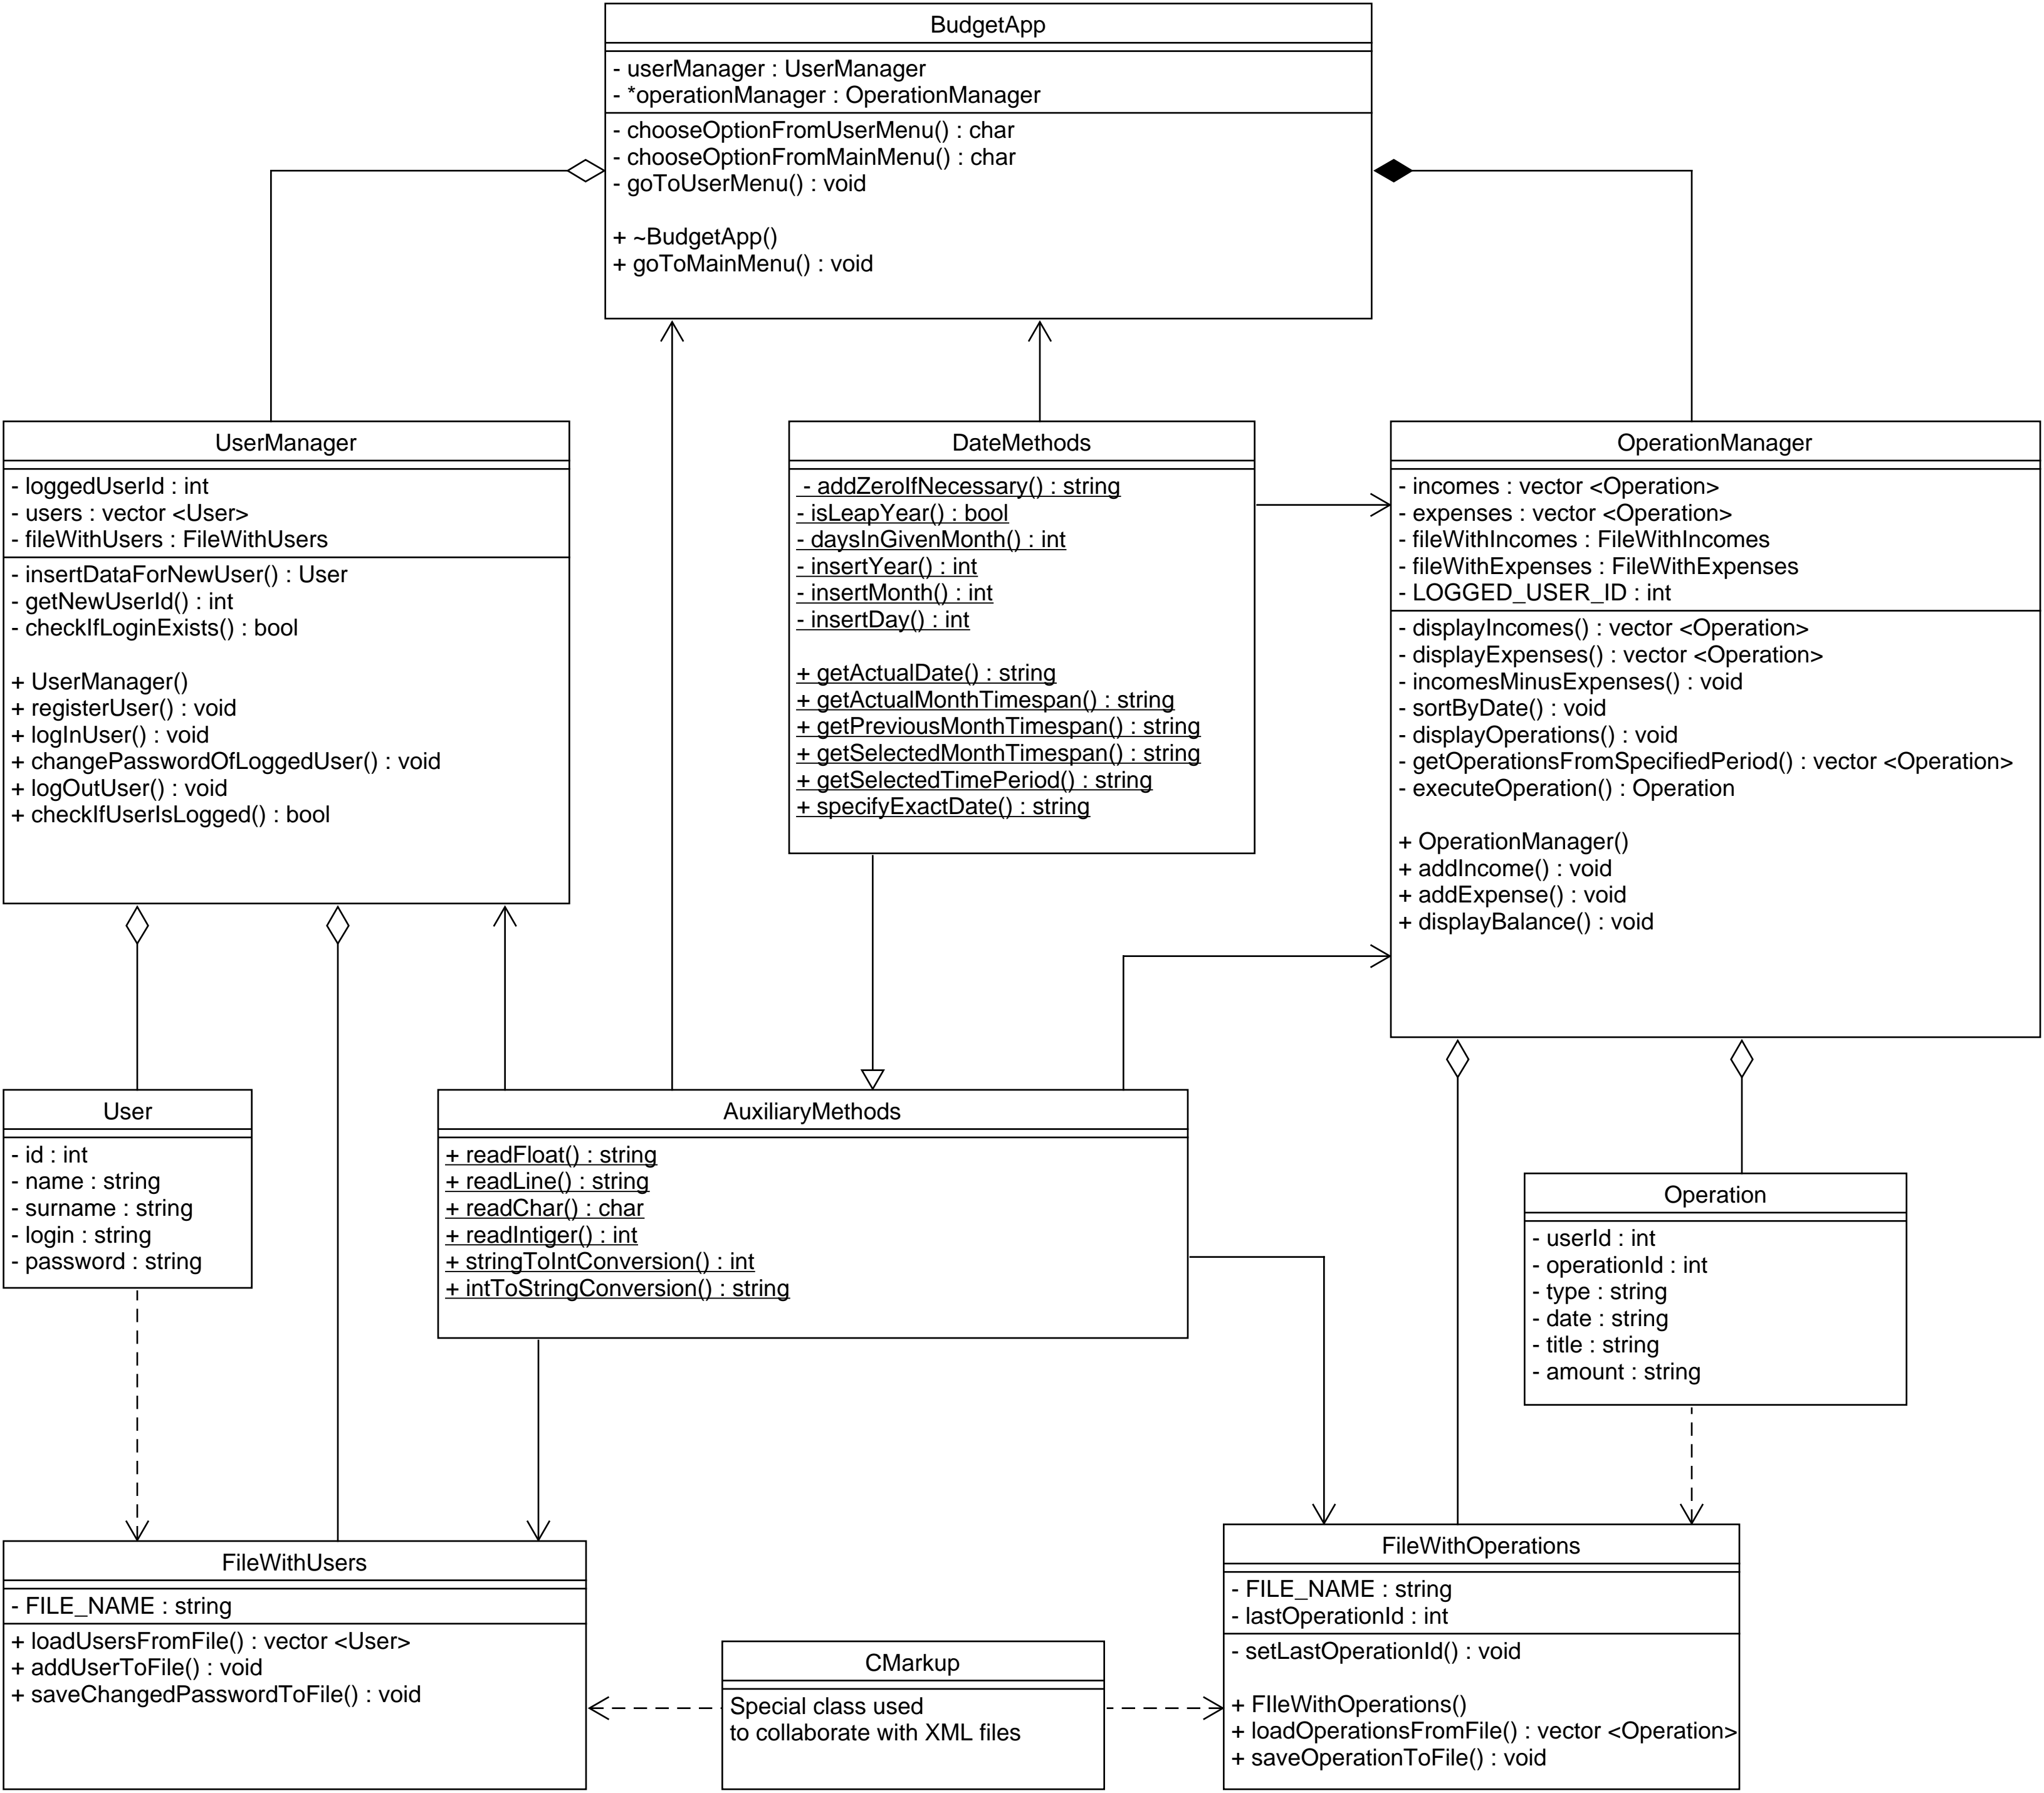 BudgetApp
- userManager : UserManager
- *operationManager : OperationManager
- chooseOptionFromUserMenu() : char
- chooseOptionFromMainMenu() : char
- goToUserMenu() : void
+ ~BudgetApp()
+ goToMainMenu() : void
UserManager
- loggedUserId : int
- users : vector <User>
- fileWithUsers : FileWithUsers
- insertDataForNewUser() : User
- getNewUserId() : int
- checkIfLoginExists() : bool
+ UserManager()
+ registerUser() : void
+ logInUser() : void
+ changePasswordOfLoggedUser() : void
+ logOutUser() : void
+ checkIfUserIsLogged() : bool
DateMethods
- addZeroIfNecessary() : string
- isLeapYear() : bool
- daysInGivenMonth() : int
- insertYear() : int
- insertMonth() : int
- insertDay() : int
+ getActualDate() : string
+ getActualMonthTimespan() : string
+ getPreviousMonthTimespan() : string
+ getSelectedMonthTimespan() : string
+ getSelectedTimePeriod() : string
+ specifyExactDate() : string
OperationManager
- incomes : vector <Operation>
- expenses : vector <Operation>
- fileWithIncomes : FileWithIncomes
- fileWithExpenses : FileWithExpenses
- LOGGED_USER_ID : int
- displayIncomes() : vector <Operation>
- displayExpenses() : vector <Operation>
- incomesMinusExpenses() : void
- sortByDate() : void
- displayOperations() : void
- getOperationsFromSpecifiedPeriod() : vector <Operation>
- executeOperation() : Operation
+ OperationManager()
+ addIncome() : void
+ addExpense() : void
+ displayBalance() : void
User
- id : int
- name : string
- surname : string
- login : string
- password : string
AuxiliaryMethods
+ readFloat() : string
+ readLine() : string
+ readChar() : char
+ readIntiger() : int
+ stringToIntConversion() : int
+ intToStringConversion() : string
Operation
- userId : int
- operationId : int
- type : string
- date : string
- title : string
- amount : string
FileWithUsers
- FILE_NAME : string
+ loadUsersFromFile() : vector <User>
+ addUserToFile() : void
+ saveChangedPasswordToFile() : void
CMarkup
Special class used
to collaborate with XML files
FileWithOperations
- FILE_NAME : string
- lastOperationId : int
- setLastOperationId() : void
+ FIleWithOperations()
+ loadOperationsFromFile() : vector <Operation>
+ saveOperationToFile() : void